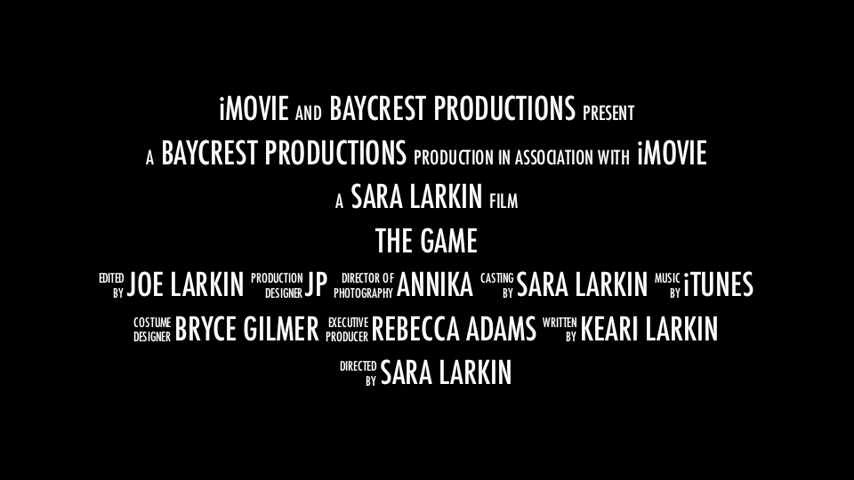 iMOVIE AND BAYCREST PRODUCTIONS PRESENT
A BAYCREST PRODUCTIONS PRODUCTION IN ASSOCIATION WITH iMOVIE
A SARA LARKIN FILM
THE GAME
EDITED BY JOE LARKIN PRODUCTION DESIGNER JP DIRECTOR OF PHOTOGRAPHY ANNIKA CASTING BY SARA LARKIN MUSIC BY iTUNES
COSTUME DESIGNER BRYCE GILMER EXECUTIVE PRODUCER REBECCA ADAMS WRITTEN BY KEARI LARKIN
DIRECTED BY SARA LARKIN